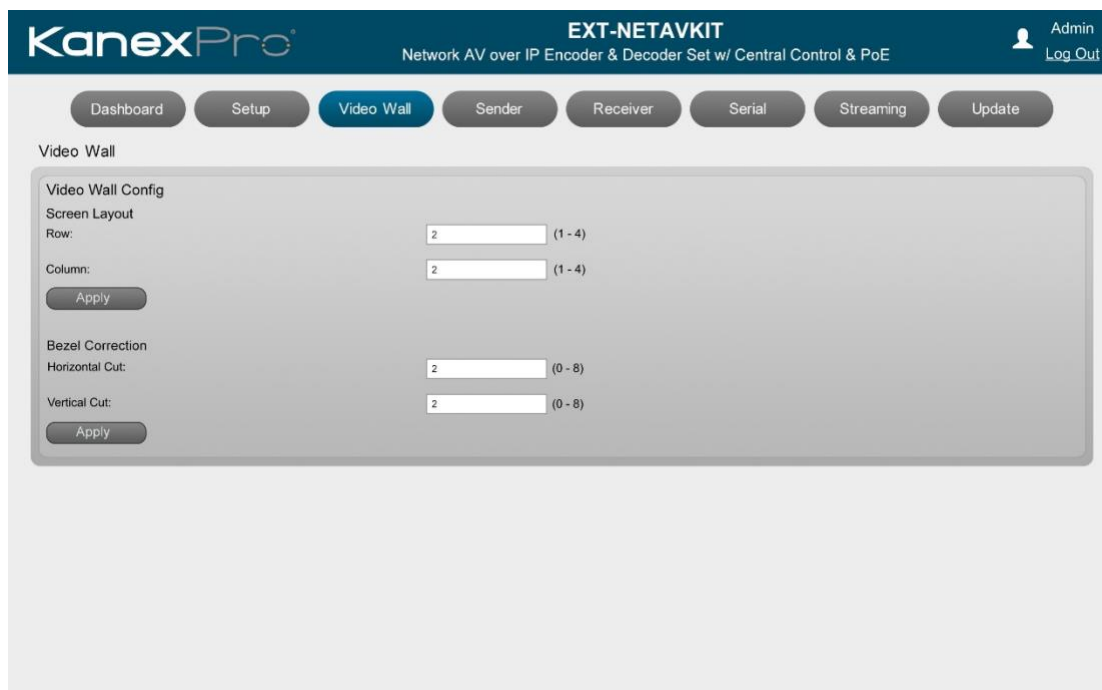 KanexPro
EXT-NETAVKIT
Network AV over IP Encoder & Decoder Set w/ Central Control & PoE
Admin
Log Out
Dashboard Setup Video Wall Sender Receiver Serial Streaming Update
Video Wall
Video Wall Config
Screen Layout
Row: 2 (1 - 4)
Column: 2 (1 - 4)
Apply
Bezel Correction
Horizontal Cut: 2 (0 - 8)
Vertical Cut: 2 (0 - 8)
Apply